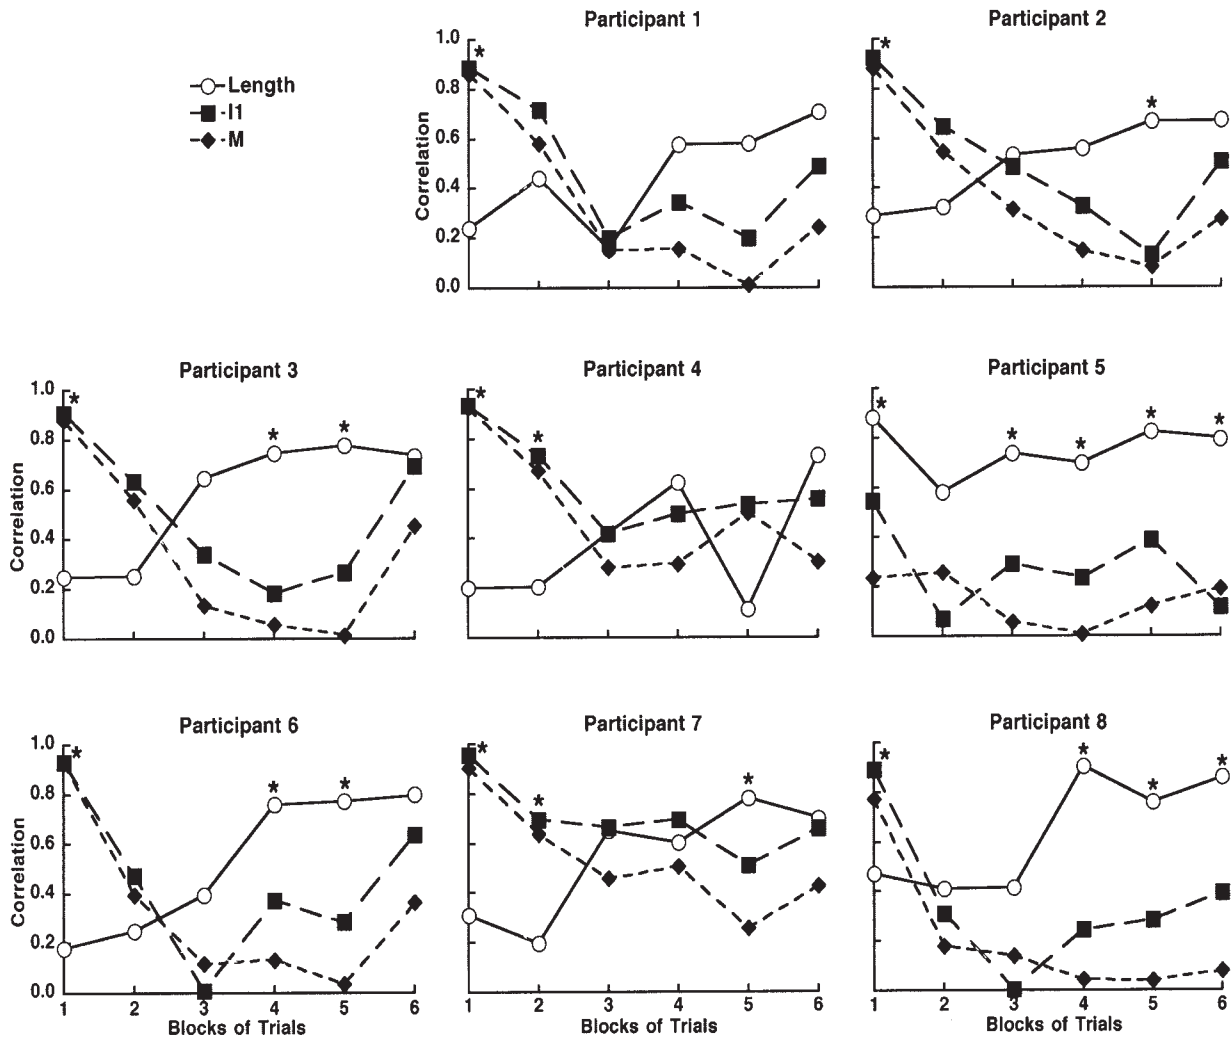 Participant 1
Participant 2
Length
I1
M
Correlation
1.0
0.8
0.6
0.4
0.2
0.0
*
*
*
Participant 3
Participant 4
Participant 5
Correlation
1.0
0.8
0.6
0.4
0.2
0.0
*
*
*
*
*
*
*
*
*
*
Participant 6
Participant 7
Participant 8
Correlation
1.0
0.8
0.6
0.4
0.2
0.0
*
*
*
*
*
*
*
*
*
*
1 2 3 4 5 6
1 2 3 4 5 6
1 2 3 4 5 6
Blocks of Trials
Blocks of Trials
Blocks of Trials